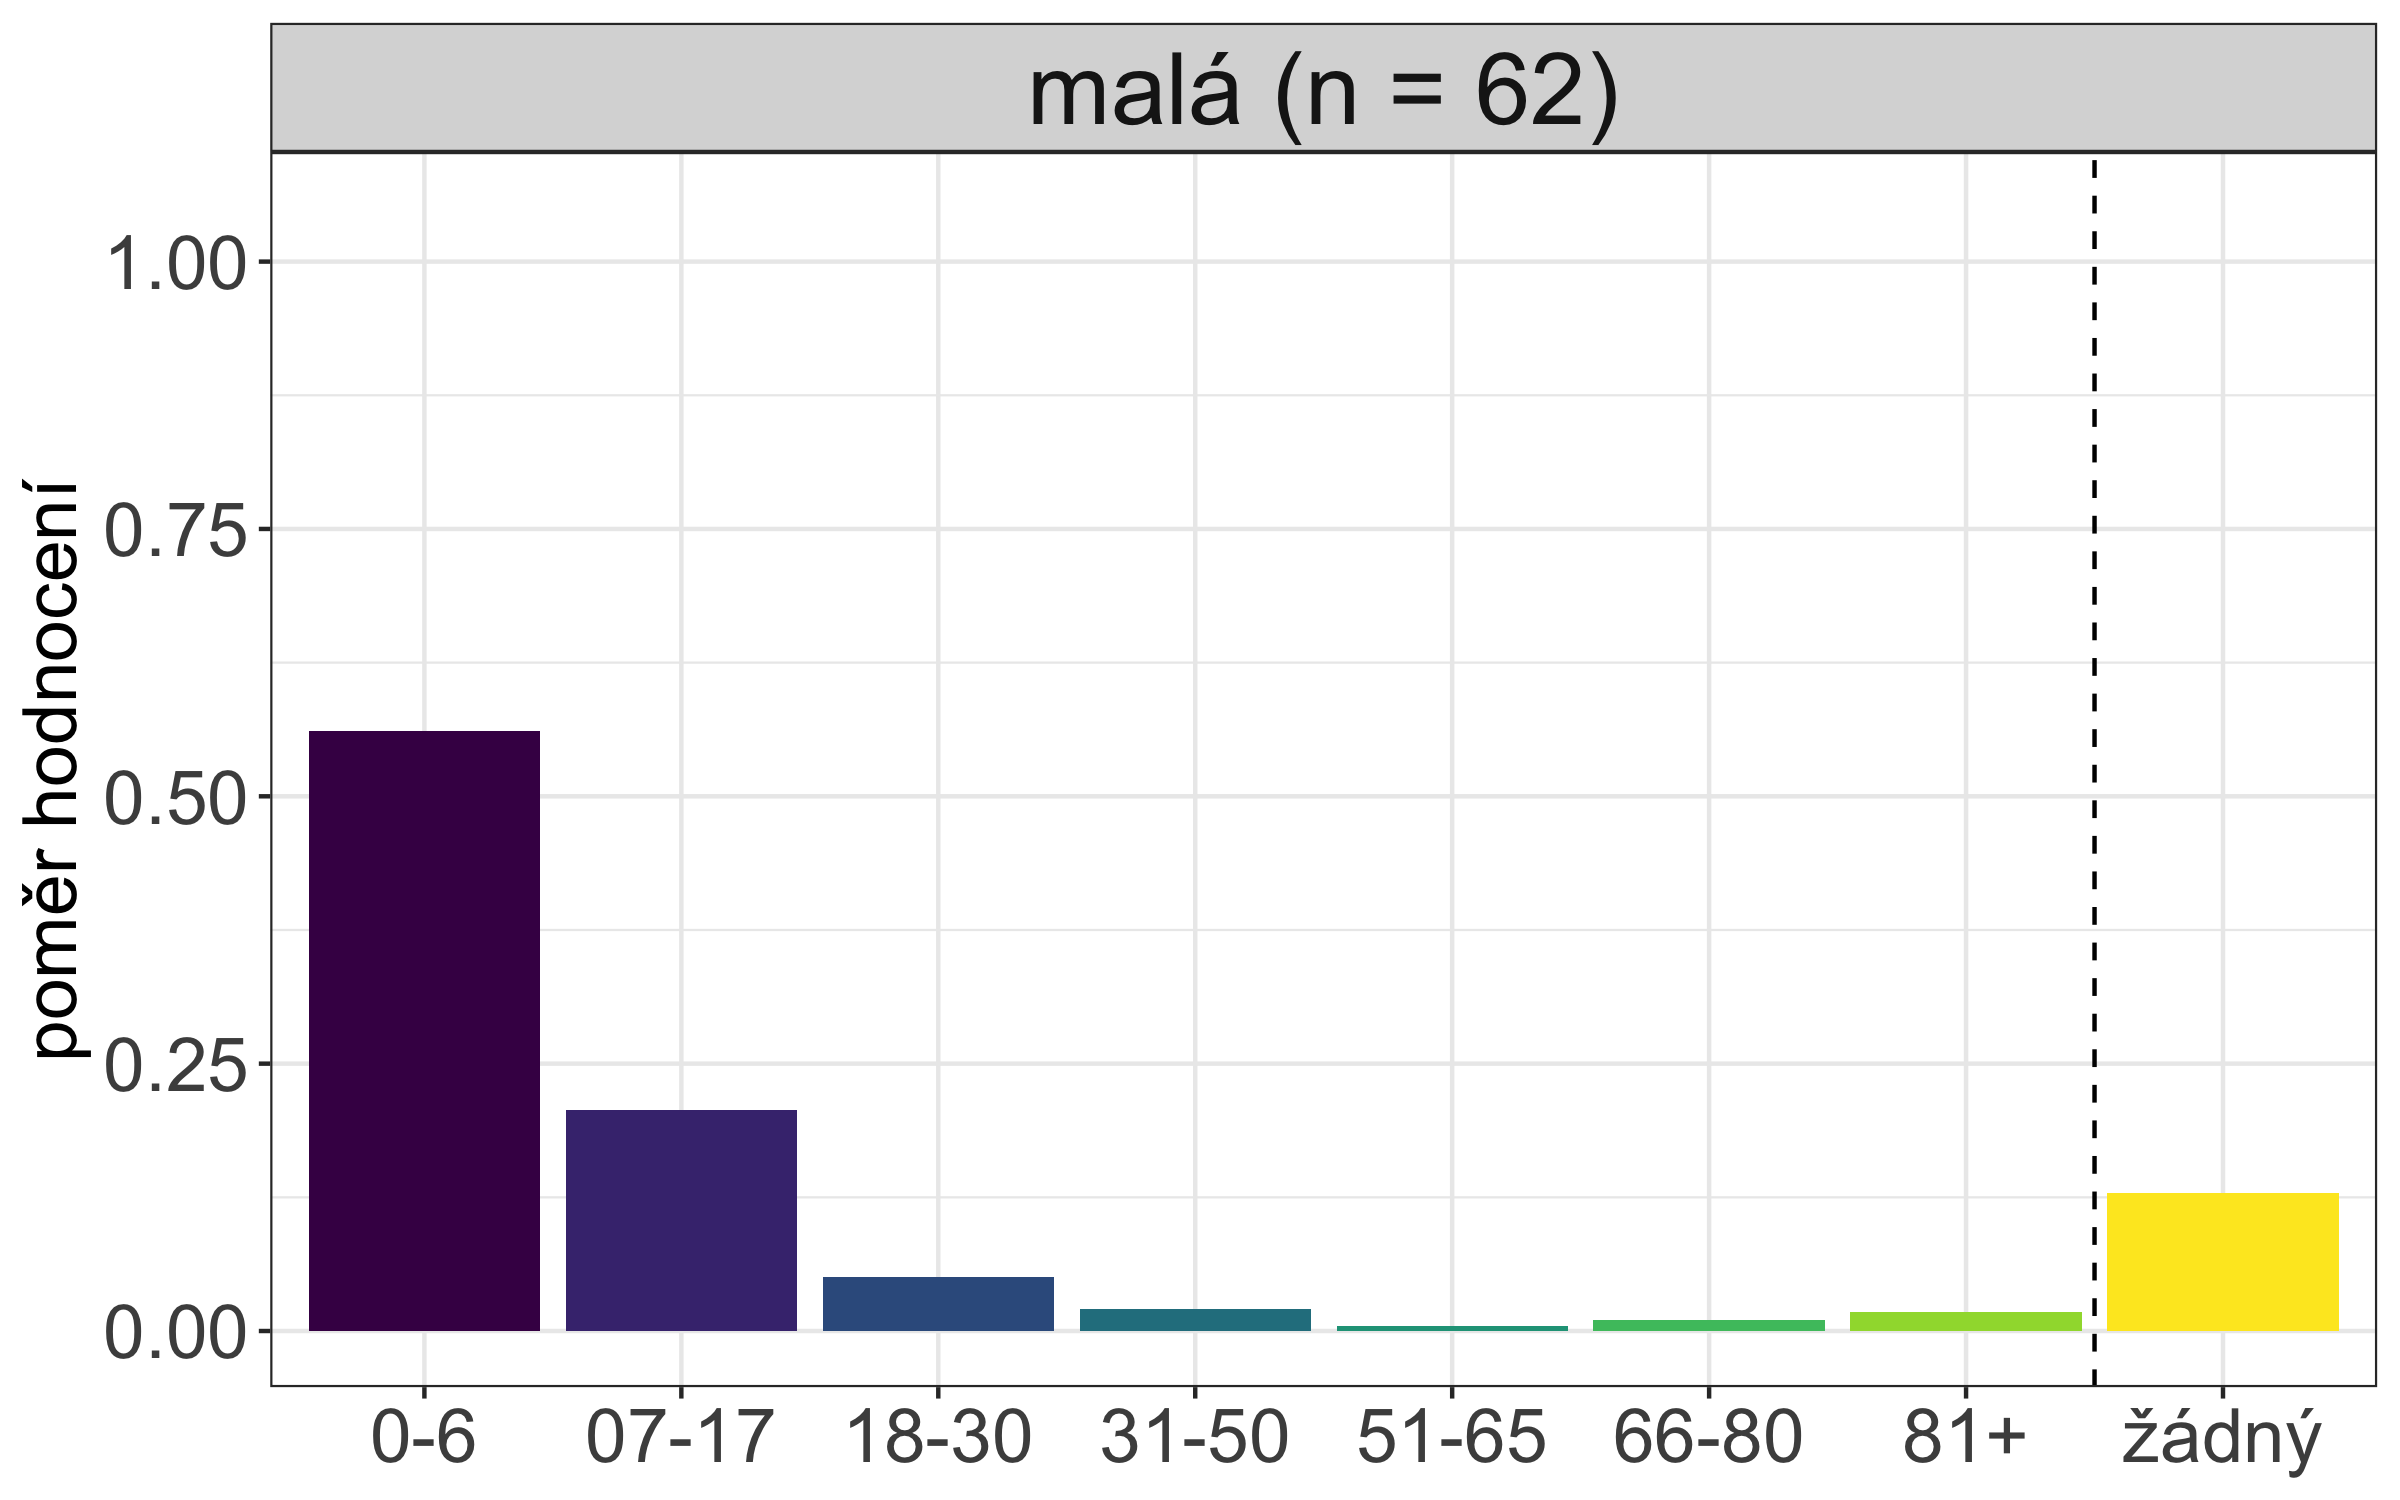 malá (n = 62)
poměr hodnocení
1.00
0.75
0.50
0.25
0.00
0-6 07-17 18-30 31-50 51-65 66-80 81+ žádný